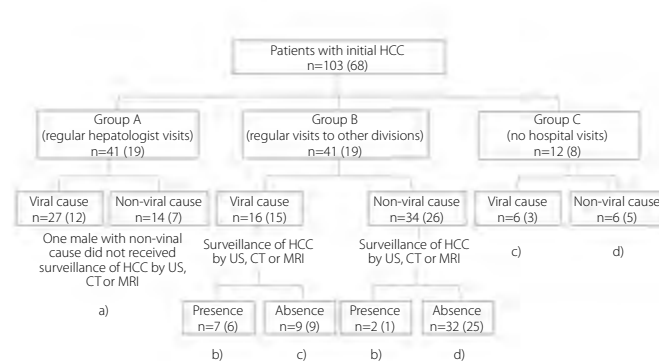 Patients with initial HCC
n=103 (68)
Group A
(regular hepatologist visits)
n=41 (19)
Group B
(regular visits to other divisions)
n=41 (19)
Group C
(no hospital visits)
n=12 (8)
Viral cause
n=27 (12)
Non-viral cause
n=14 (7)
Viral cause
n=16 (15)
Non-viral cause
n=34 (26)
Viral cause
n=6 (3)
Non-viral cause
n=6 (5)
One male with non-vinal
cause did not received
surveillance of HCC by US,
CT or MRI
a)
Surveillance of HCC
by US, CT or MRI
Surveillance of HCC
by US, CT or MRI
c)
d)
Presence
n=7 (6)
Absence
n=9 (9)
Presence
n=2 (1)
Absence
n=32 (25)
b)
c)
b)
d)